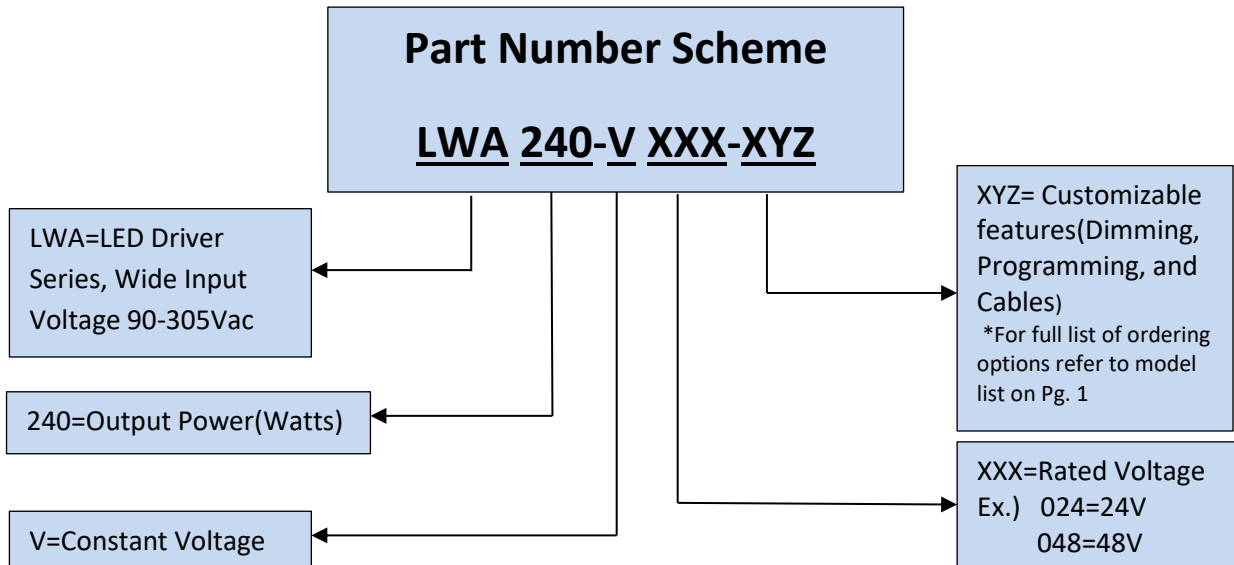 Part Number Scheme
LWA 240-V XXX-XYZ
LWA=LED Driver
Series, Wide Input
Voltage 90-305Vac
240=Output Power(Watts)
V=Constant Voltage
XYZ= Customizable
features(Dimming,
Programming, and
Cables)
*For full list of ordering
options refer to model
list on Pg. 1
XXX=Rated Voltage
Ex.) 024=24V
048=48V